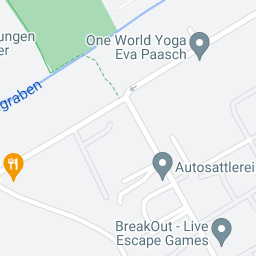 ungen
er
One World Yoga
Eva Paasch
graben
Autosattlerei
BreakOut - Live
Escape Games